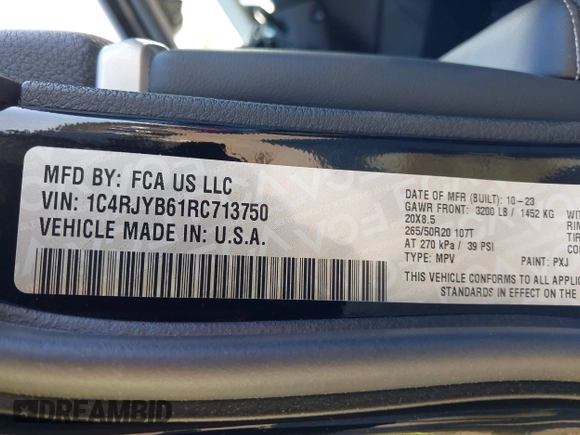 MFD BY: FCA US LLC
VIN: 1C4RJYB61RC713750
VEHICLE MADE IN: U.S.A.
DATE OF MFR (BUILT): 10-23
GAWR FRONT: 3200 LB / 1452 KG
20X8.5
265/50R20 107T
AT 270 kPa / 39 PSI
TYPE: MPV PAINT: PXJ
THIS VEHICLE CONFORMS TO ALL APPLIC
STANDARDS IN EFFECT ON THE
DREAMBID